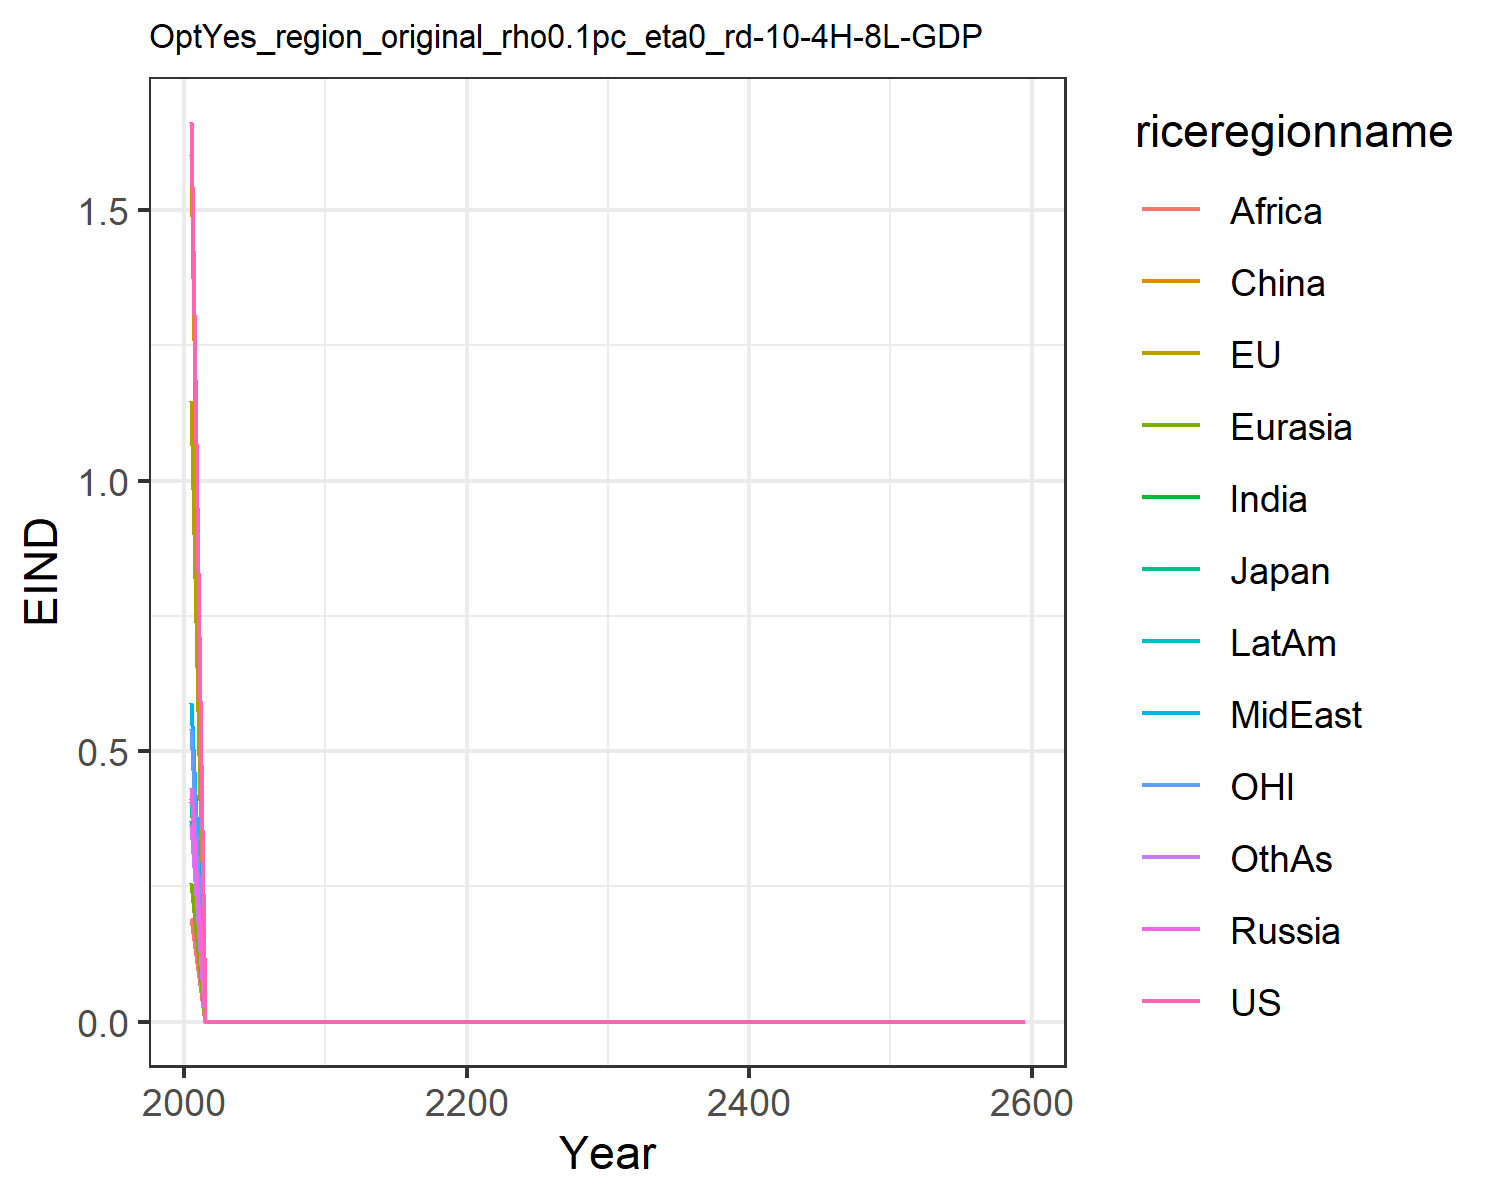 OptYes_region_original_rho0.1pc_eta0_rd-10-4H-8L-GDP
riceregionname
Africa
China
EU
Eurasia
India
Japan
LatAm
MidEast
OHI
OthAs
Russia
US
EIND
1.5
1.0
0.5
0.0
2000 2200 2400 2600
Year